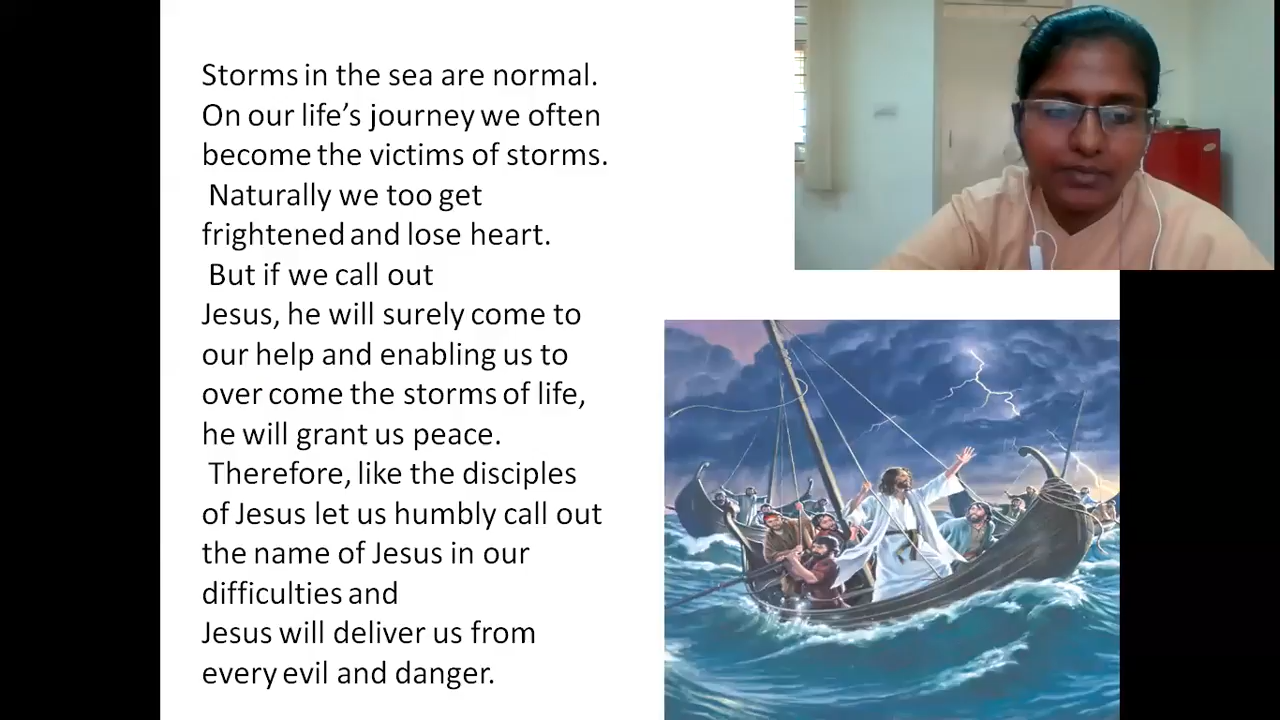 Storms in the sea are normal.
On our life’s journey we often
become the victims of storms.
Naturally we too get
frightened and lose heart.
But if we call out
Jesus, he will surely come to
our help and enabling us to
over come the storms of life,
he will grant us peace.
Therefore, like the disciples
of Jesus let us humbly call out
the name of Jesus in our
difficulties and
Jesus will deliver us from
every evil and danger.